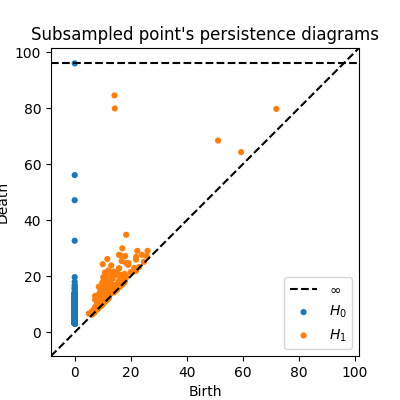 Subsampled point's persistence diagrams
100
80
60
40
20
0
Death
∞
H₀
H₁
0 20 40 60 80 100
Birth